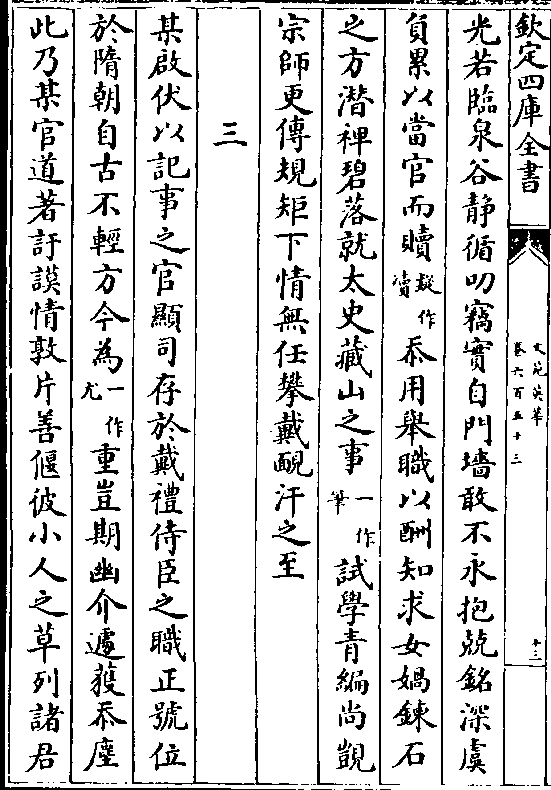 欽定四庫全書
文苑英華
卷六百五十三
十三
光若臨泉谷静循叨竊實自門墻敢不永抱兢銘深虞
負累以當官而贖疑作瀆忝用舉職以酬知求女媧鍊石
之方潛裨碧落就太史藏山之事一作筆試學青編尚覬
宗師更傳規矩下情無任攀戴靦汗之至
三
某啟伏以記事之官顯司存於戴禮侍臣之職正號位
於隋朝自古不輕方今為一作尤重豈期幽介遽獲忝塵
此乃某官道著訏謨情敦片善偃彼小人之草列諸君